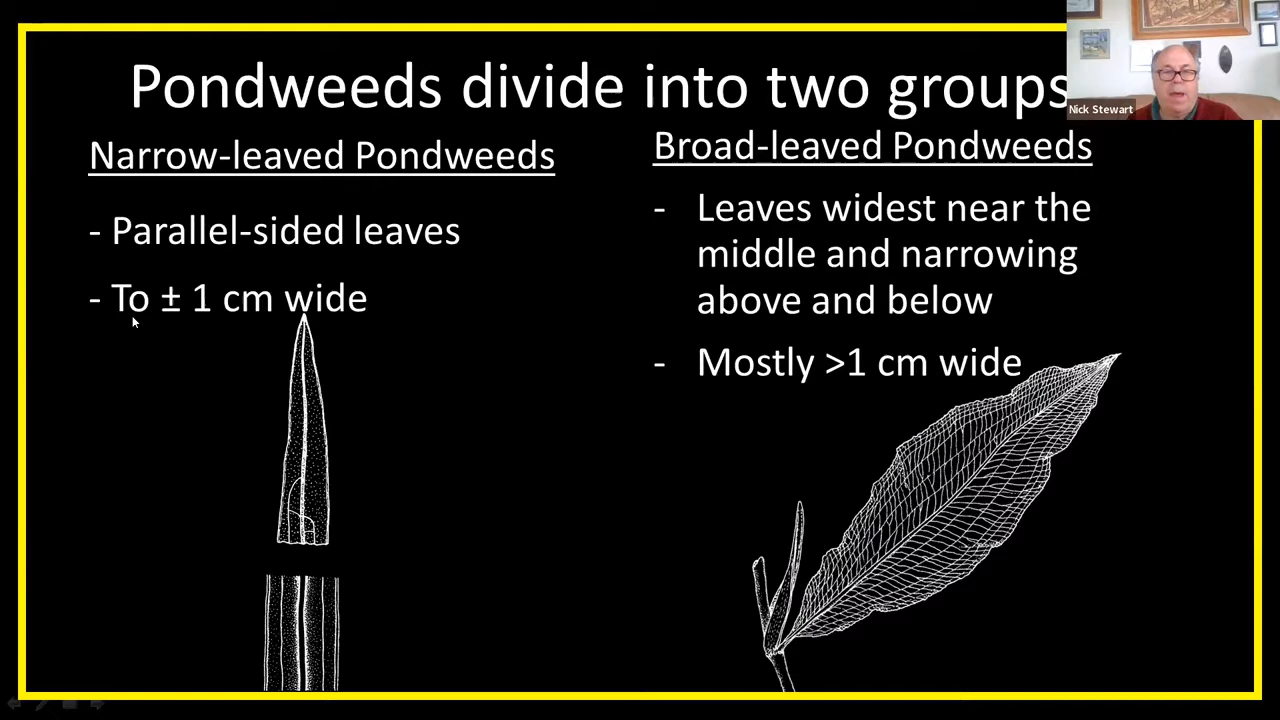 Pondweeds divide into two groups
Nick Stewart
Narrow-leaved Pondweeds
- Parallel-sided leaves
- To ± 1 cm wide
Broad-leaved Pondweeds
- Leaves widest near the
middle and narrowing
above and below
- Mostly >1 cm wide